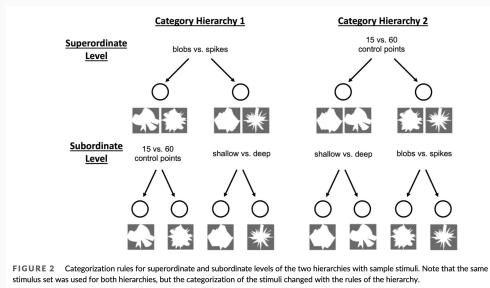 Category Hierarchy 1
Category Hierarchy 2
Superordinate
Level
blobs vs. spikes
15 vs. 60
control points
Subordinate
Level
15 vs. 60
control points
shallow vs. deep
shallow vs. deep
blobs vs. spikes
FIGURE 2 Categorization rules for superordinate and subordinate levels of the two hierarchies with sample stimuli. Note that the same
stimulus set was used for both hierarchies, but the categorization of the stimuli changed with the rules of the hierarchy.